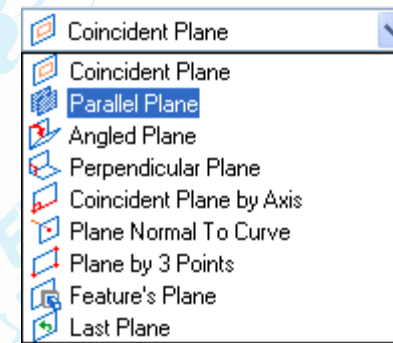 Coincident Plane
Coincident Plane
Parallel Plane
Angled Plane
Perpendicular Plane
Coincident Plane by Axis
Plane Normal To Curve
Plane by 3 Points
Feature's Plane
Last Plane